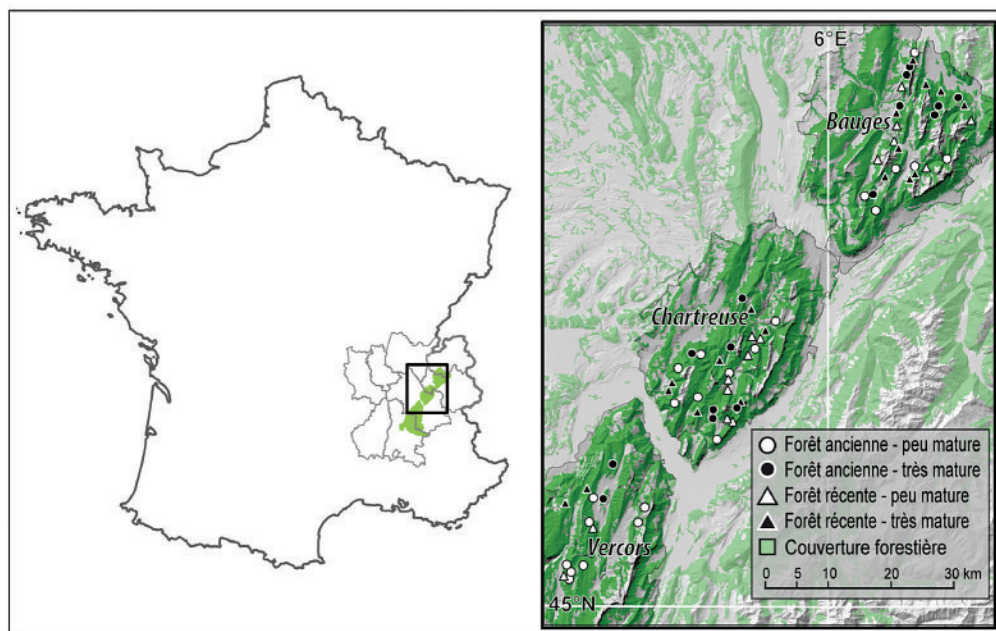 6°E
Bauges
Chartreuse
Vercors
45°N
Forêt ancienne - peu mature
Forêt ancienne - très mature
Forêt récente - peu mature
Forêt récente - très mature
Couverture forestière
0 5 10 20 30 km